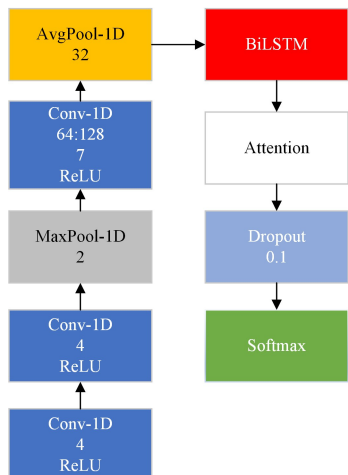 AvgPool-1D
32
Conv-1D
64:128
7
ReLU
MaxPool-1D
2
Conv-1D
4
ReLU
Conv-1D
4
ReLU
BiLSTM
Attention
Dropout
0.1
Softmax